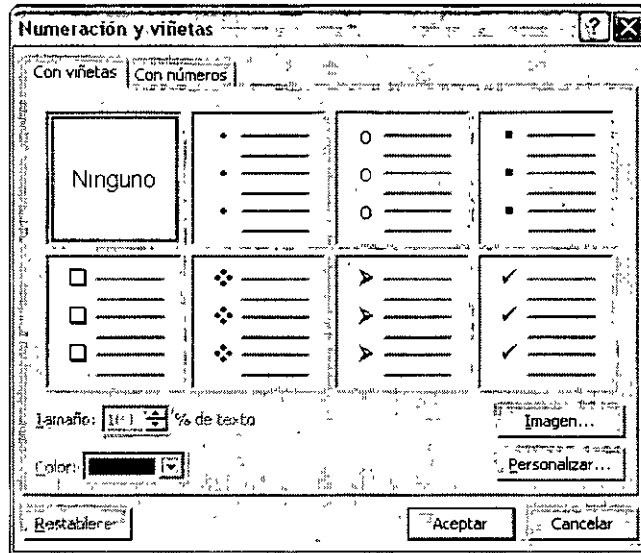 Numeración y viñetas
Con viñetas Con números
Ninguno
Tamaño: % de texto
Imagen...
Color:
Personalizar...
Restablecer Aceptar Cancelar